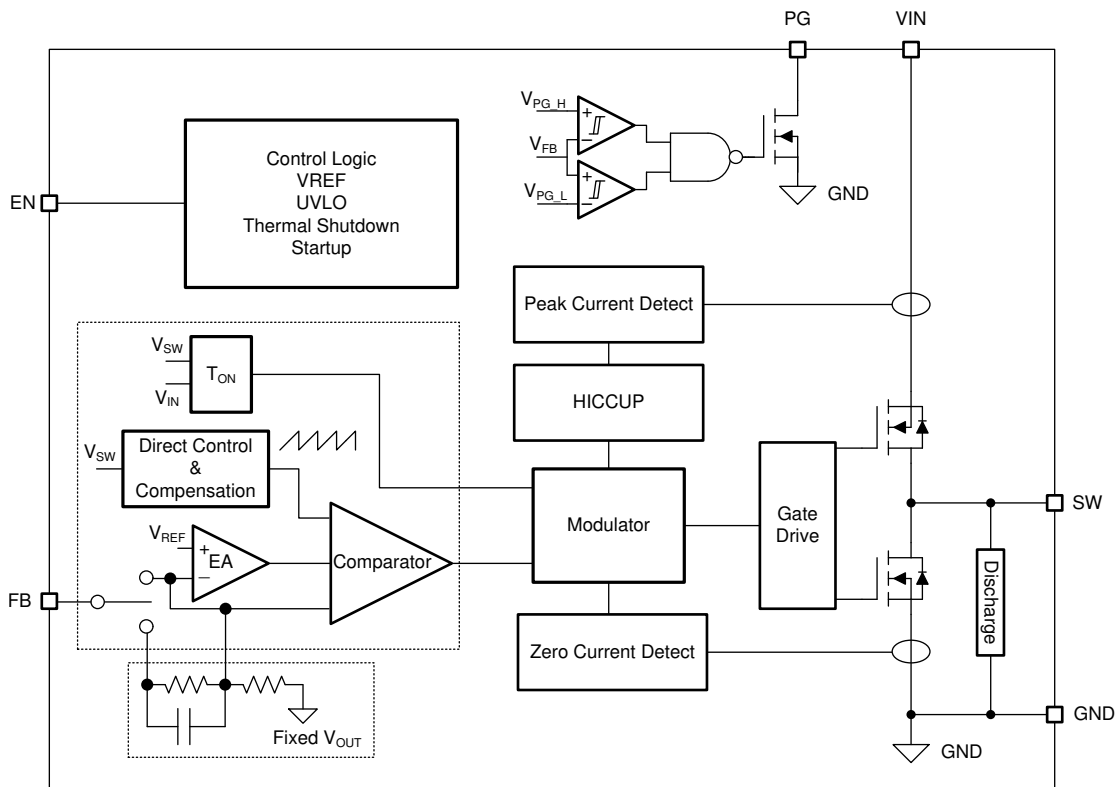 PG
VIN
V_PG_H
+
−
V_FB
+
−
V_PG_L
GND
Control Logic
VREF
UVLO
Thermal Shutdown
Startup
EN
Peak Current Detect
V_SW
V_IN
T_ON
HICCUP
V_SW
Direct Control
&
Compensation
Modulator
Gate
Drive
SW
V_REF
+
−
EA
Comparator
Discharge
FB
Zero Current Detect
Fixed V_OUT
GND
GND